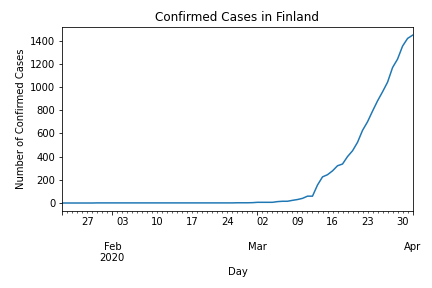 Confirmed Cases in Finland
Number of Confirmed Cases
1400
1200
1000
800
600
400
200
0
27 03 10 17 24 02 09 16 23 30
Feb Mar Apr
2020
Day